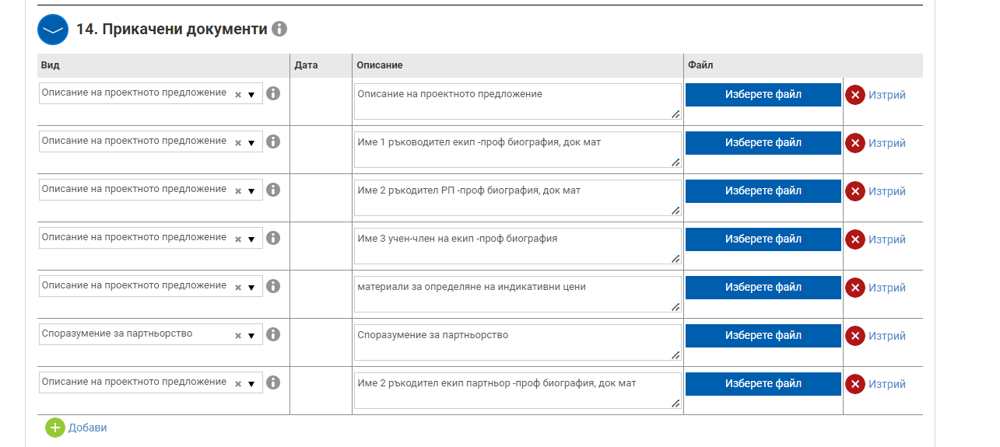 14. Прикачени документи
Вид Дата Описание Файл
Описание на проектното предложение Описание на проектното предложение Изберете файл Изтрий
Описание на проектното предложение Име 1 ръководител екип -проф биография, док мат Изберете файл Изтрий
Описание на проектното предложение Име 2 ръкодител РП -проф биография, док мат Изберете файл Изтрий
Описание на проектното предложение Име 3 учен-член на екип -проф биография Изберете файл Изтрий
Описание на проектното предложение материали за определяне на индикативни цени Изберете файл Изтрий
Споразумение за партньорство Споразумение за партньорство Изберете файл Изтрий
Описание на проектното предложение Име 2 ръкодител екип партньор -проф биография, док мат Изберете файл Изтрий
Добави